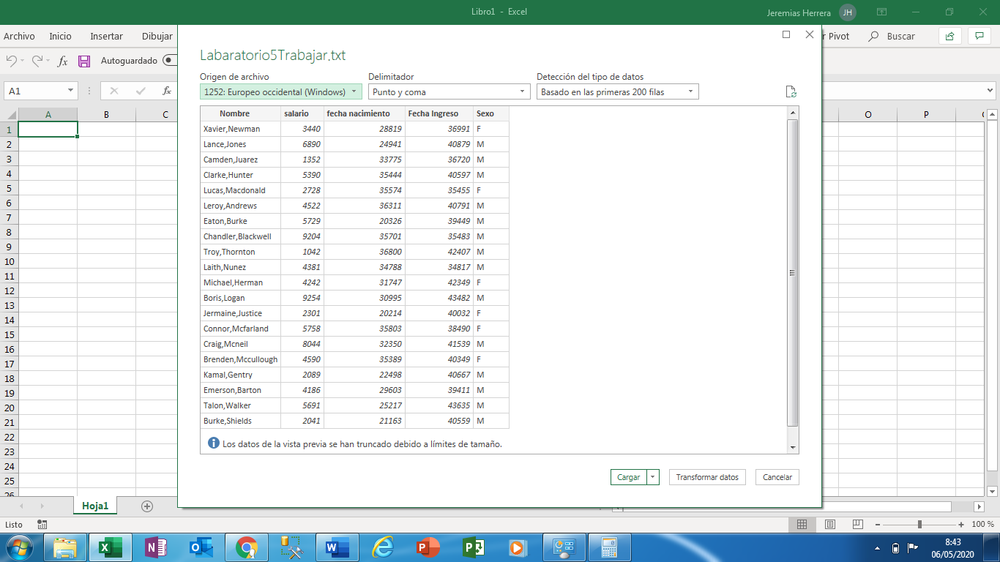 Libro1 - Excel
Jeremias Herrera JH
Archivo Inicio Insertar Dibujar r Pivot Buscar
Autoguardado
A1 fx
Labaratorio5Trabajar.txt
Origen de archivo Delimitador Detección del tipo de datos
1252: Europeo occidental (Windows) Punto y coma Basado en las primeras 200 filas
Nombre salario fecha nacimiento Fecha Ingreso Sexo
Xavier,Newman 3440 28819 36991 F
Lance,Jones 6890 24941 40879 M
Camden,Juarez 1352 33775 36720 M
Clarke,Hunter 5390 35444 40597 M
Lucas,Macdonald 2728 35574 35455 F
Leroy,Andrews 4522 36311 40791 M
Eaton,Burke 5729 20326 39449 M
Chandler,Blackwell 9204 35701 35483 M
Troy,Thornton 1042 36800 42407 M
Laith,Nunez 4381 34788 34817 M
Michael,Herman 4242 31747 42349 F
Boris,Logan 9254 30995 43482 M
Jermaine,Justice 2301 20214 40032 F
Connor,Mcfarland 5758 35803 38490 F
Craig,Mcneil 8044 32350 41539 M
Brenden,Mccullough 4590 35389 40349 F
Kamal,Gentry 2089 22498 40667 M
Emerson,Barton 4186 29603 39411 M
Talon,Walker 5691 25217 43635 M
Burke,Shields 2041 21163 40559 M
Los datos de la vista previa se han truncado debido a límites de tamaño.
Cargar Transformar datos Cancelar
A B C O P
1
2
3
4
5
6
7
8
9
10
11
12
13
14
15
16
17
18
19
20
21
22
23
24
25
26
Hoja1
Listo 100 %
8:43
06/05/2020